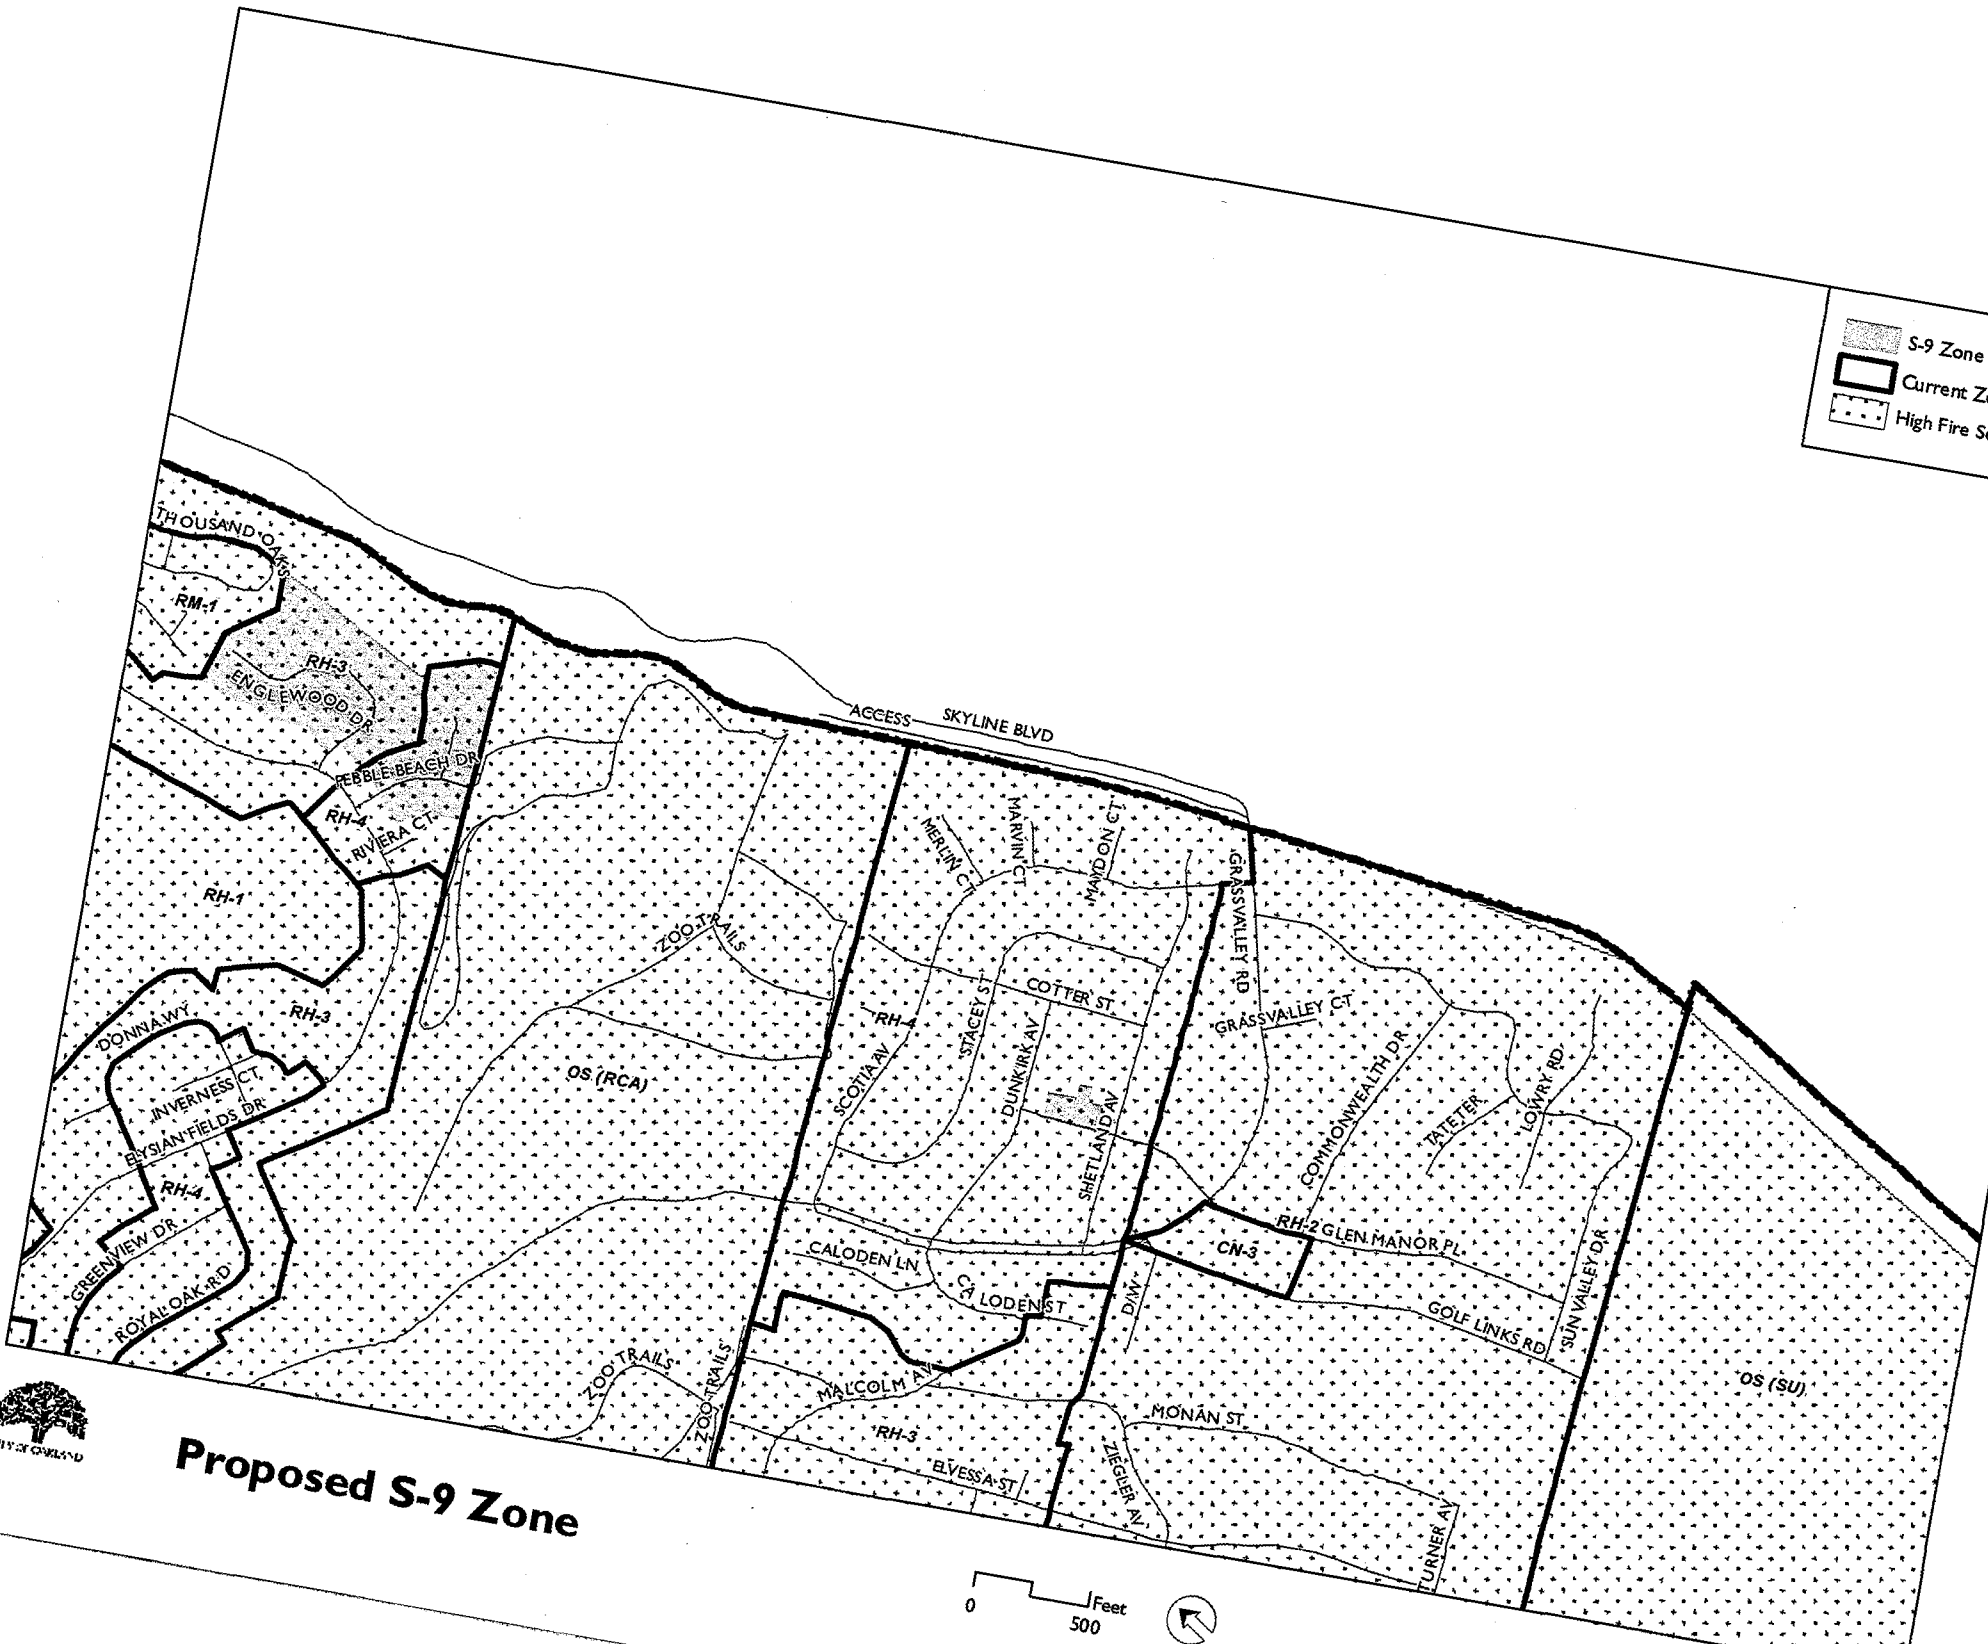 S-9 Zone
Current
High Fire
THOUSAND OAKS
RM-1
RH-3
ENGLEWOOD DR
PEBBLE BEACH DR
RH-4
RIVIERA CT
RH-1
ACCESS
SKYLINE BLVD
MERLIN CT
MARVIN CT
MAYDON CT
GRASSVALLEY RD
ZOO TRAILS
COTTER ST
GRASSVALLEY CT
STACEY ST
RH-4
DUNKIRK AV
SCOTIA AV
COMMONWEALTH DR
LOWRY RD
TATE TER
DONNA WY
RH-3
OS (RCA)
INVERNESS CT
ELYSIAN FIELDS DR
SHETLAND AV
RH-4
GREENVIEW DR
ROYAL OAK RD
RH-2
GLEN MANOR PL
CN-3
CALODEN LN
CALODEN ST
SUN VALLEY DR
GOLF LINKS RD
ZOO TRAILS
ZOO TRAILS
MALCOLM AV
RH-3
MONAN ST
OS (SU)
ELVESSA ST
ZIEGLER AV
TURNER AV
OF OAKLAND
Proposed S-9 Zone
Feet
0
500